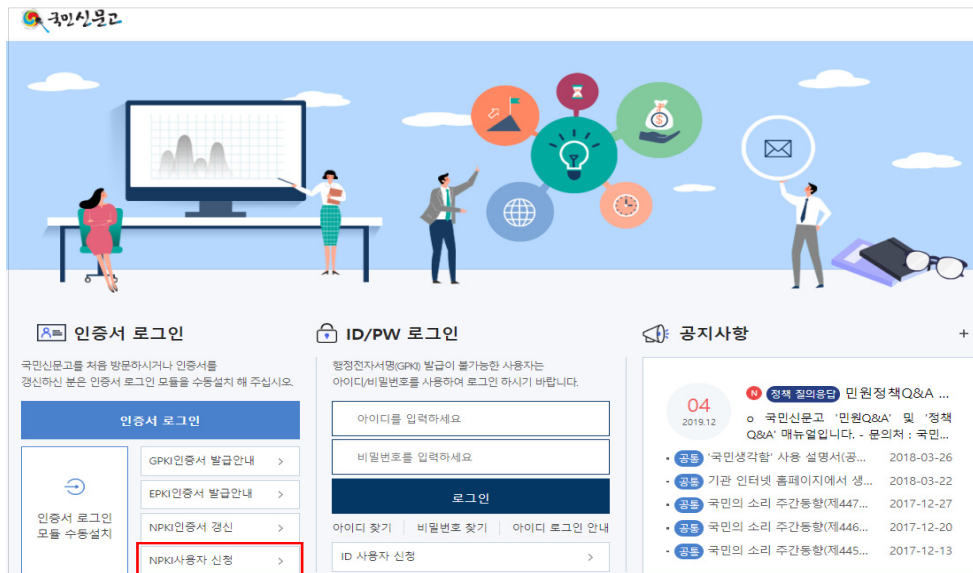 국민신문고
인증서 로그인
국민신문고를 처음 방문하시거나 인증서를
갱신하신 분은 인증서 로그인 모듈을 수동설치 해 주십시오.
인증서 로그인
인증서 로그인
모듈 수동설치
GPKI인증서 발급안내 >
EPKI인증서 발급안내 >
NPKI인증서 갱신 >
NPKI사용자 신청 >
ID/PW 로그인
행정전자서명(GPKI) 발급이 불가능한 사용자는
아이디/비밀번호를 사용하여 로그인 하시기 바랍니다.
아이디를 입력하세요
비밀번호를 입력하세요
로그인
아이디 찾기 비밀번호 찾기 아이디 로그인 안내
ID 사용자 신청 >
공지사항 +
04
2019.12
N 정책 질의응답 민원정책Q&A ...
o 국민신문고 '민원Q&A' 및 '정책
Q&A' 매뉴얼입니다. - 문의처 : 국민...
공통 '국민생각함' 사용 설명서(공... 2018-03-26
공통 기관 인터넷 홈페이지에서 생... 2018-03-22
공통 국민의 소리 주간동향(제447... 2017-12-27
공통 국민의 소리 주간동향(제446... 2017-12-20
공통 국민의 소리 주간동향(제445... 2017-12-13